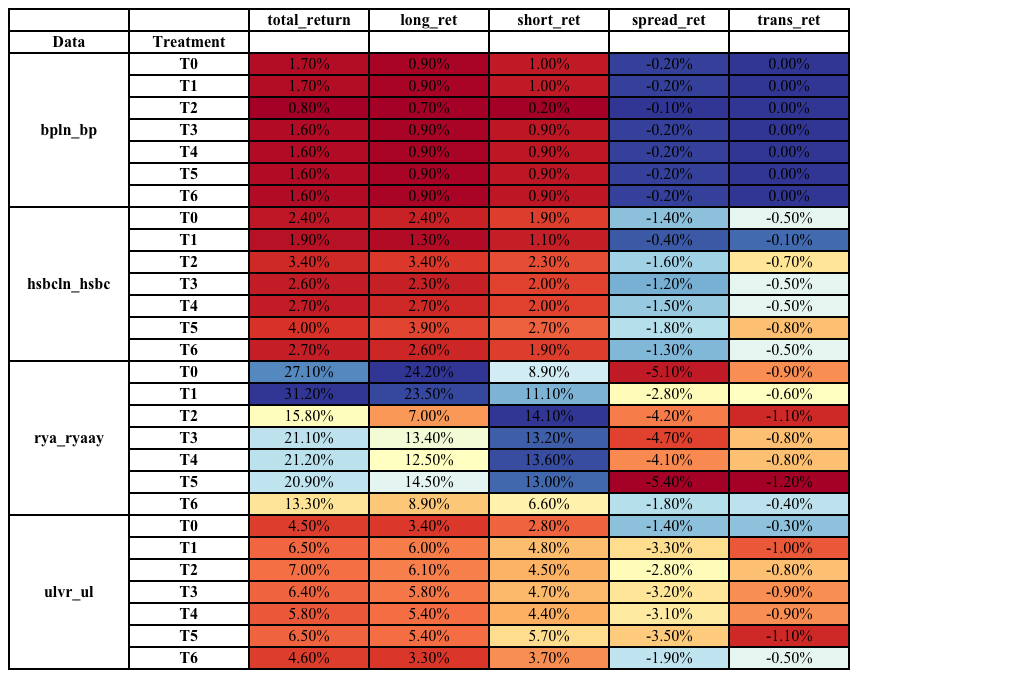 total_return long_ret short_ret spread_ret trans_ret
Data Treatment
T0 1.70% 0.90% 1.00% -0.20% 0.00%
T1 1.70% 0.90% 1.00% -0.20% 0.00%
T2 0.80% 0.70% 0.20% -0.10% 0.00%
bpln_bp T3 1.60% 0.90% 0.90% -0.20% 0.00%
T4 1.60% 0.90% 0.90% -0.20% 0.00%
T5 1.60% 0.90% 0.90% -0.20% 0.00%
T6 1.60% 0.90% 0.90% -0.20% 0.00%
T0 2.40% 2.40% 1.90% -1.40% -0.50%
T1 1.90% 1.30% 1.10% -0.40% -0.10%
T2 3.40% 3.40% 2.30% -1.60% -0.70%
hsbcln_hsbc T3 2.60% 2.30% 2.00% -1.20% -0.50%
T4 2.70% 2.70% 2.00% -1.50% -0.50%
T5 4.00% 3.90% 2.70% -1.80% -0.80%
T6 2.70% 2.60% 1.90% -1.30% -0.50%
T0 27.10% 24.20% 8.90% -5.10% -0.90%
T1 31.20% 23.50% 11.10% -2.80% -0.60%
T2 15.80% 7.00% 14.10% -4.20% -1.10%
rya_ryaay T3 21.10% 13.40% 13.20% -4.70% -0.80%
T4 21.20% 12.50% 13.60% -4.10% -0.80%
T5 20.90% 14.50% 13.00% -5.40% -1.20%
T6 13.30% 8.90% 6.60% -1.80% -0.40%
T0 4.50% 3.40% 2.80% -1.40% -0.30%
T1 6.50% 6.00% 4.80% -3.30% -1.00%
T2 7.00% 6.10% 4.50% -2.80% -0.80%
ulvr_ul T3 6.40% 5.80% 4.70% -3.20% -0.90%
T4 5.80% 5.40% 4.40% -3.10% -0.90%
T5 6.50% 5.40% 5.70% -3.50% -1.10%
T6 4.60% 3.30% 3.70% -1.90% -0.50%